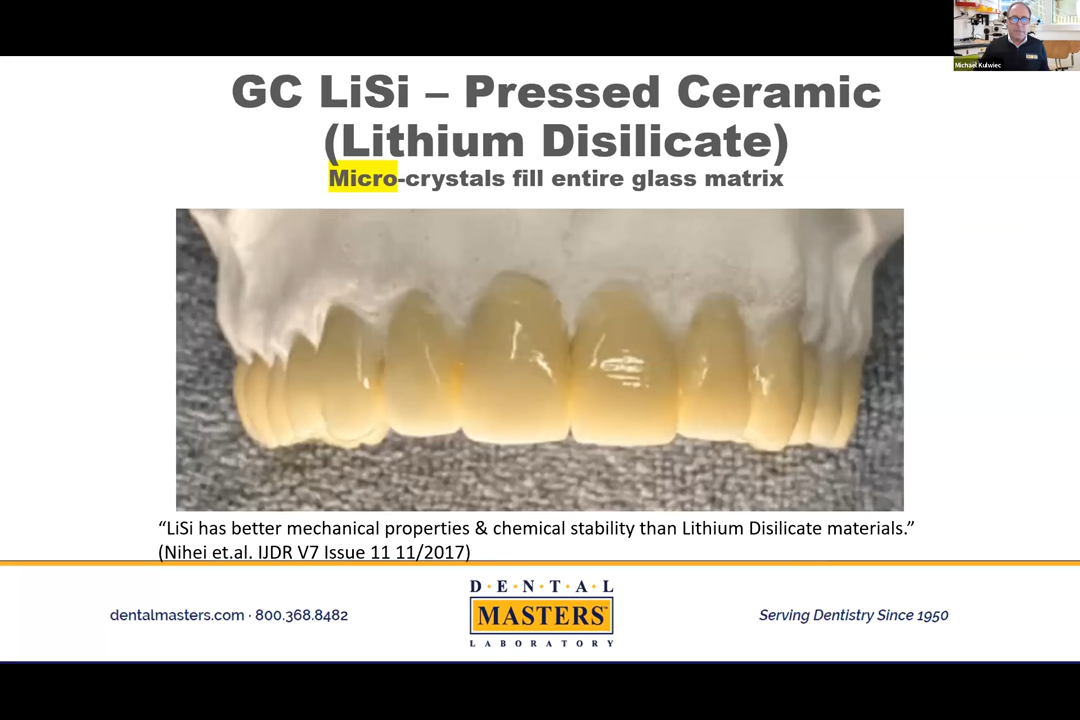 Michael Kulwiec
GC LiSi – Pressed Ceramic
(Lithium Disilicate)
Micro-crystals fill entire glass matrix
“LiSi has better mechanical properties & chemical stability than Lithium Disilicate materials.”
(Nihei et.al. IJDR V7 Issue 11 11/2017)
dentalmasters.com · 800.368.8482
D·E·N·T·A·L
MASTERS™
LABORATORY
Serving Dentistry Since 1950